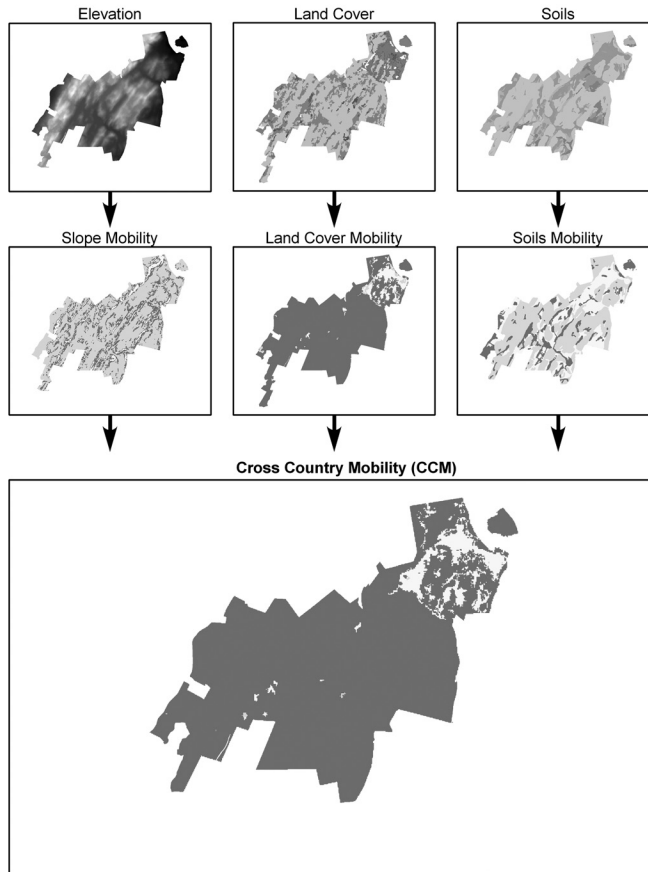 Elevation
Land Cover
Soils
Slope Mobility
Land Cover Mobility
Soils Mobility
Cross Country Mobility (CCM)